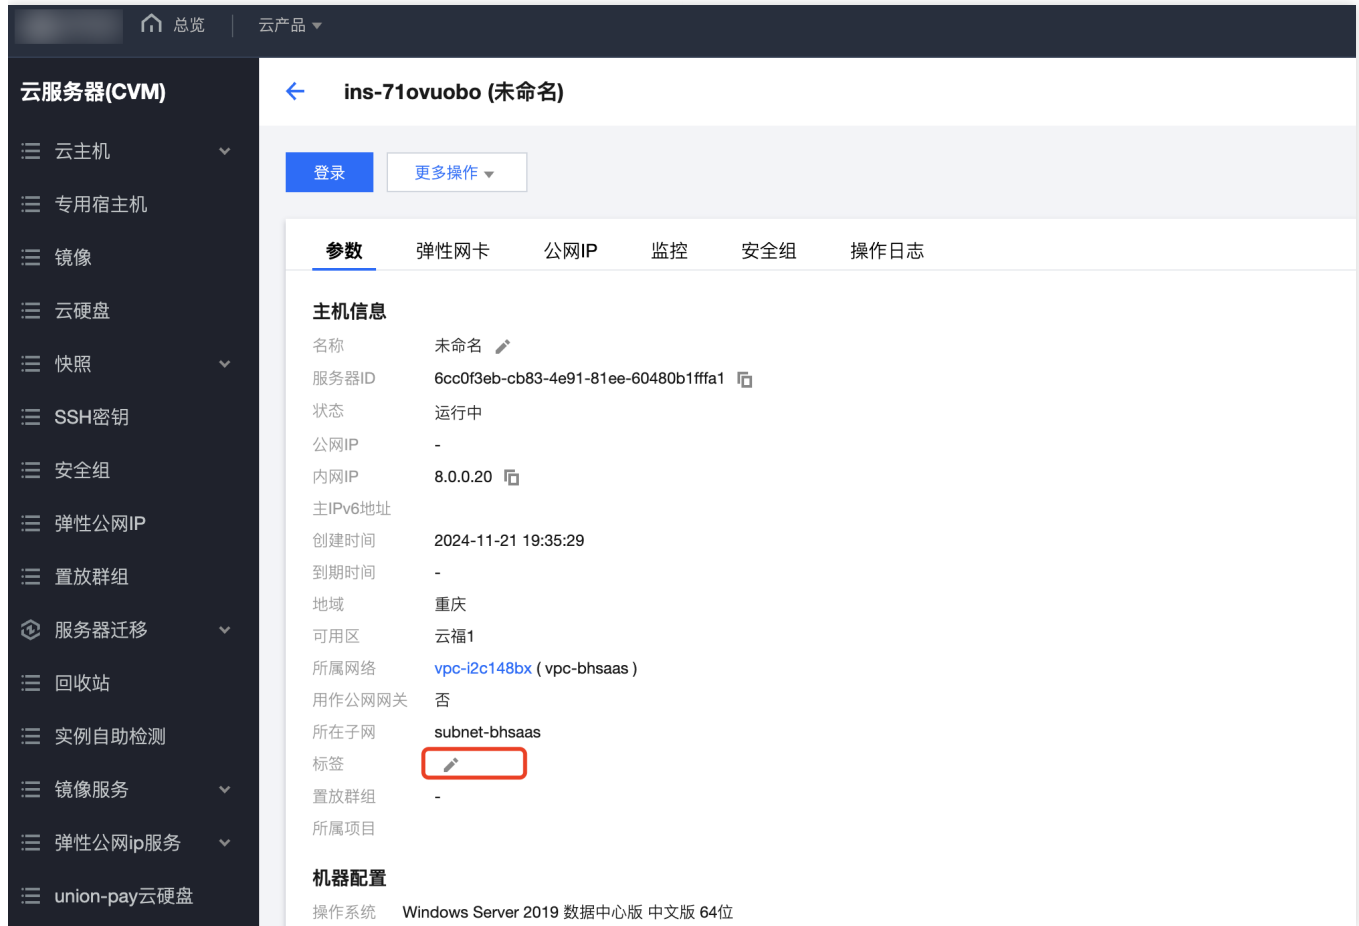 总览
云产品
云服务器(CVM)
云主机
专用宿主机
镜像
云硬盘
快照
SSH密钥
安全组
弹性公网IP
置放群组
服务器迁移
回收站
实例自助检测
镜像服务
弹性公网ip服务
union-pay云硬盘
ins-71ovuobo (未命名)
登录
更多操作
参数
弹性网卡
公网IP
监控
安全组
操作日志
主机信息
名称 未命名
服务器ID 6cc0f3eb-cb83-4e91-81ee-60480b1fffa1
状态 运行中
公网IP -
内网IP 8.0.0.20
主IPv6地址
创建时间 2024-11-21 19:35:29
到期时间 -
地域 重庆
可用区 云福1
所属网络 vpc-i2c148bx ( vpc-bhsaas )
用作公网网关 否
所在子网 subnet-bhsaas
标签
置放群组 -
所属项目
机器配置
操作系统 Windows Server 2019 数据中心版 中文版 64位